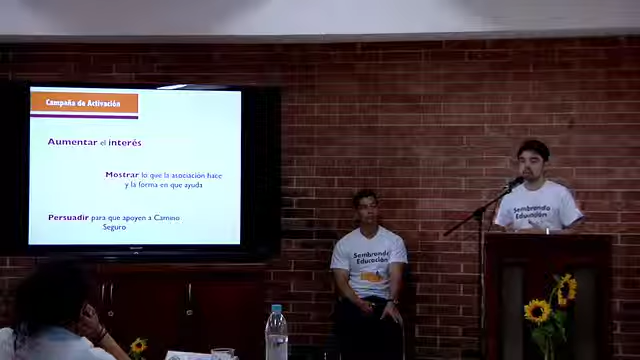 Campaña de Activación
Aumentar el interés
Mostrar lo que la asociación hace
y la forma en que ayuda
Persuadir para que apoyen a Camino
Seguro
Sembrando
Educación
Sembrando
Educación